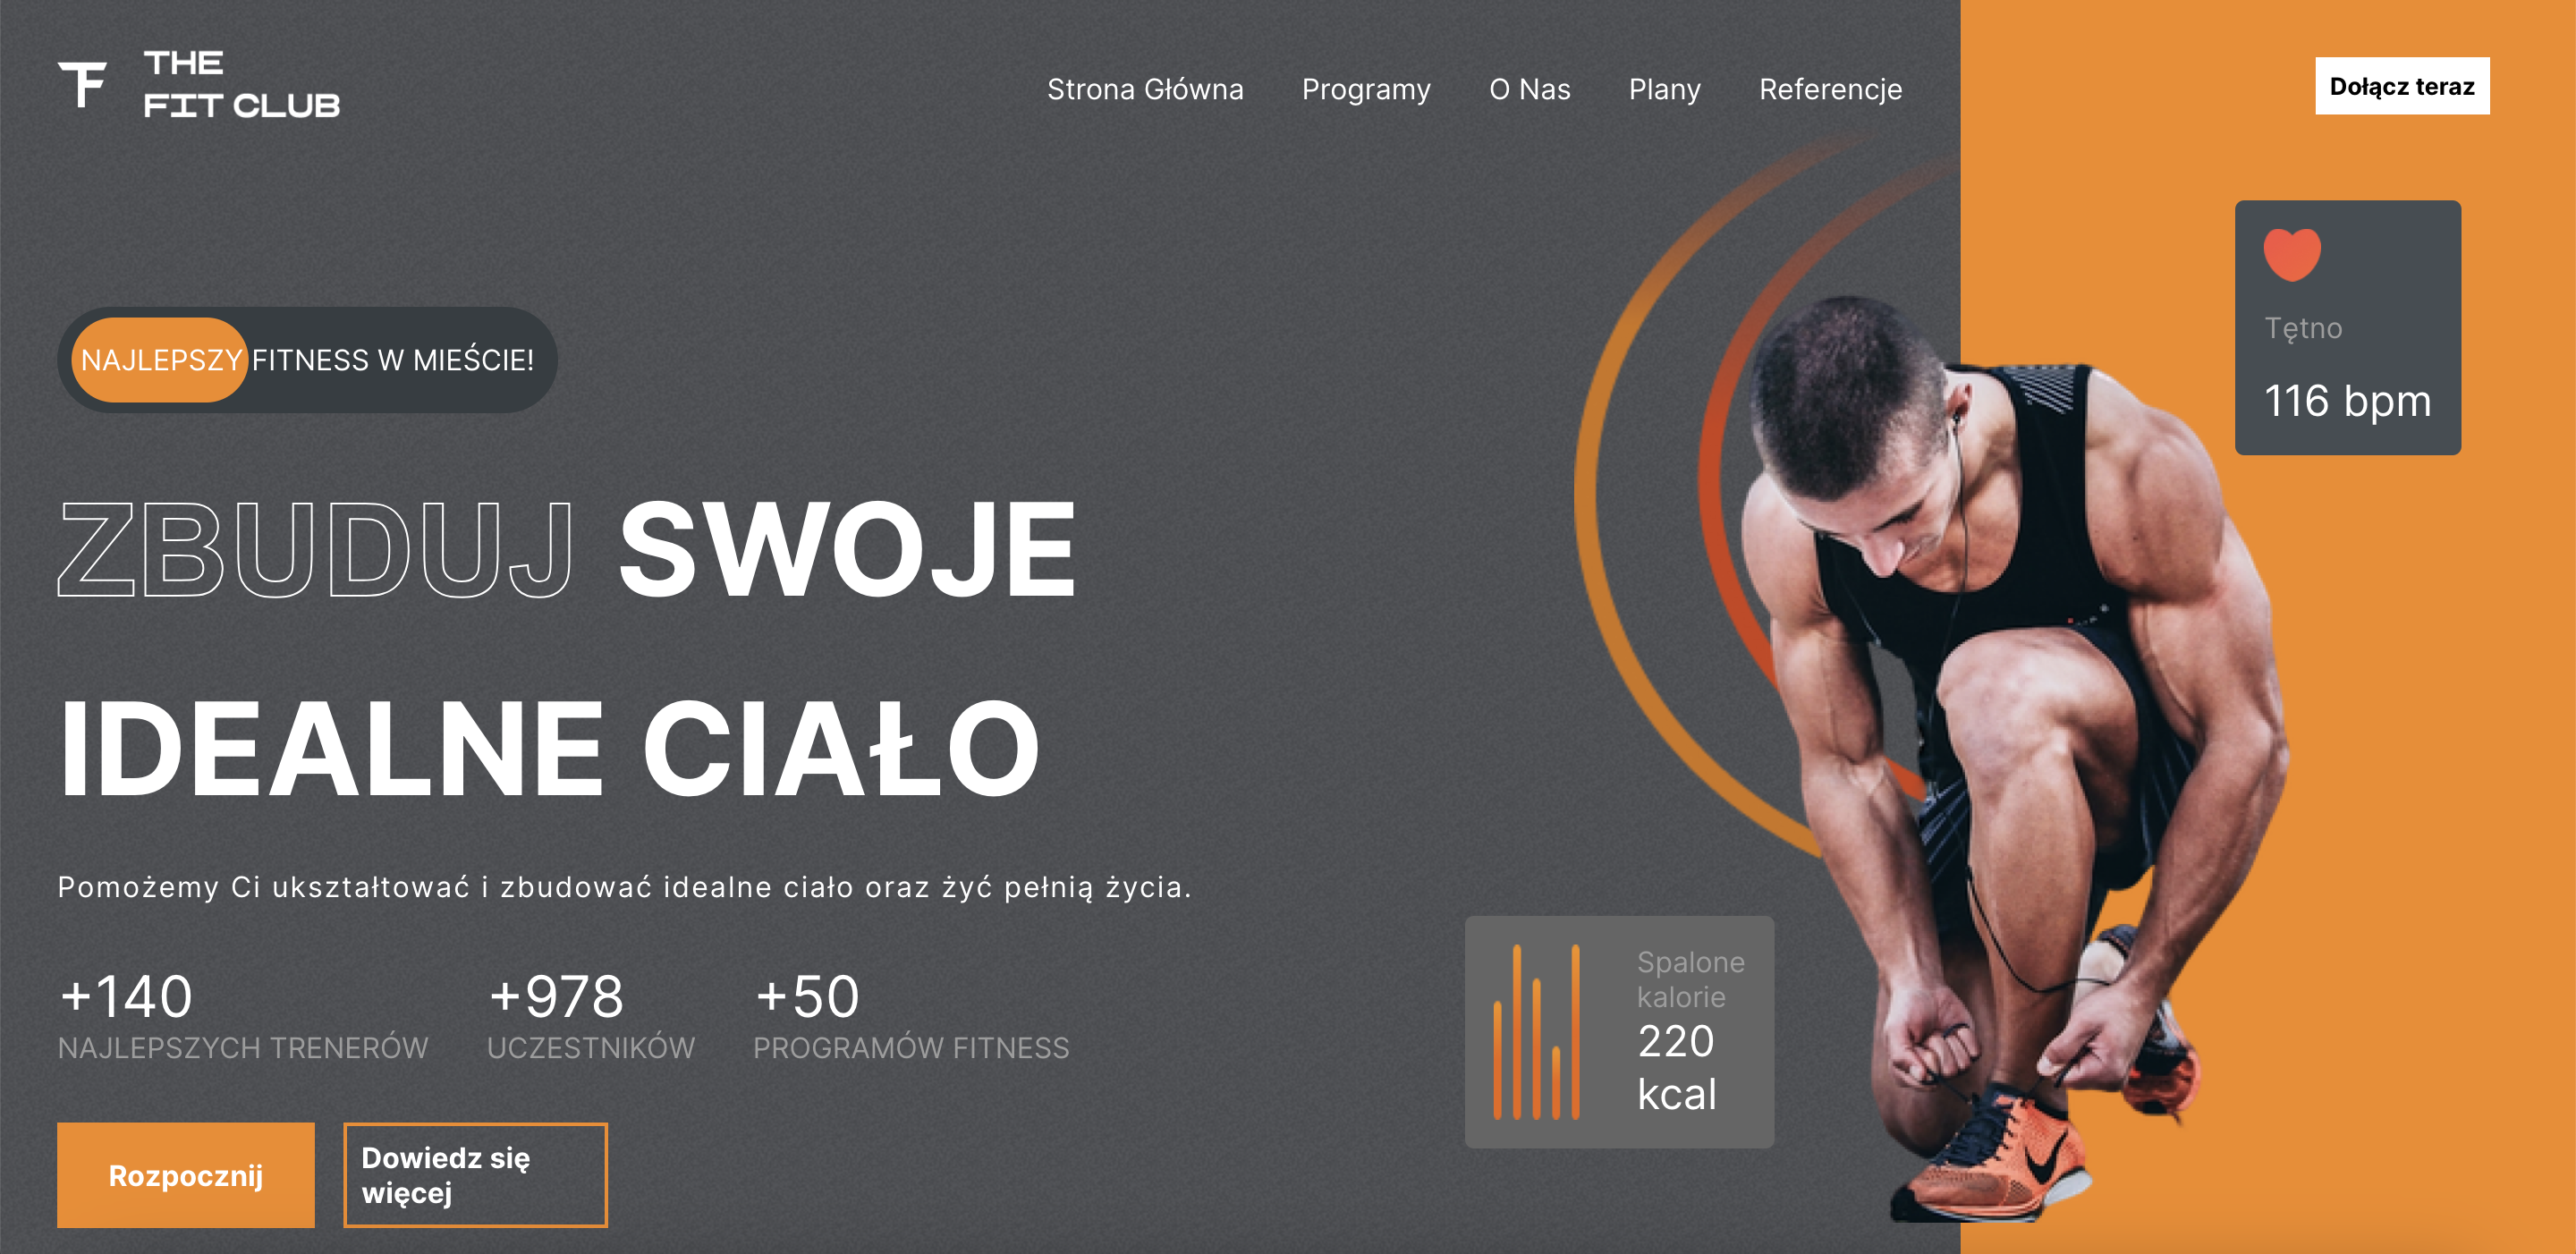 THE
FIT CLUB
Strona Główna
Programy
O Nas
Plany
Referencje
Dołącz teraz
NAJLEPSZY FITNESS W MIEŚCIE!
ZBUDUJ SWOJE
IDEALNE CIAŁO
Pomożemy Ci ukształtować i zbudować idealne ciało oraz żyć pełnią życia.
+140
NAJLEPSZYCH TRENERÓW
+978
UCZESTNIKÓW
+50
PROGRAMÓW FITNESS
Rozpocznij
Dowiedz się
więcej
Tętno
116 bpm
Spalone
kalorie
220
kcal